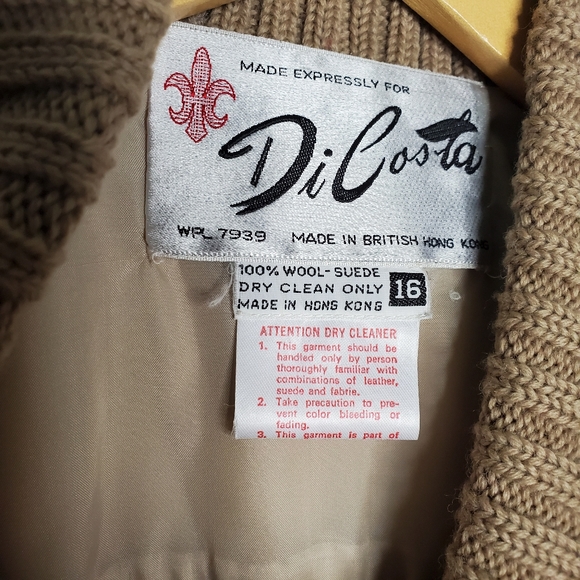 MADE EXPRESSLY FOR
DiCosta
WPL 7939 MADE IN BRITISH HONG KONG
100% WOOL-SUEDE
DRY CLEAN ONLY 16
MADE IN HONG KONG
ATTENTION DRY CLEANER
1. This garment should be
handled only by person
thoroughly familiar with
combinations of leather,
suede and fabric.
2. Take precaution to pre-
vent color bleeding or
fading.
3. This garment is part of